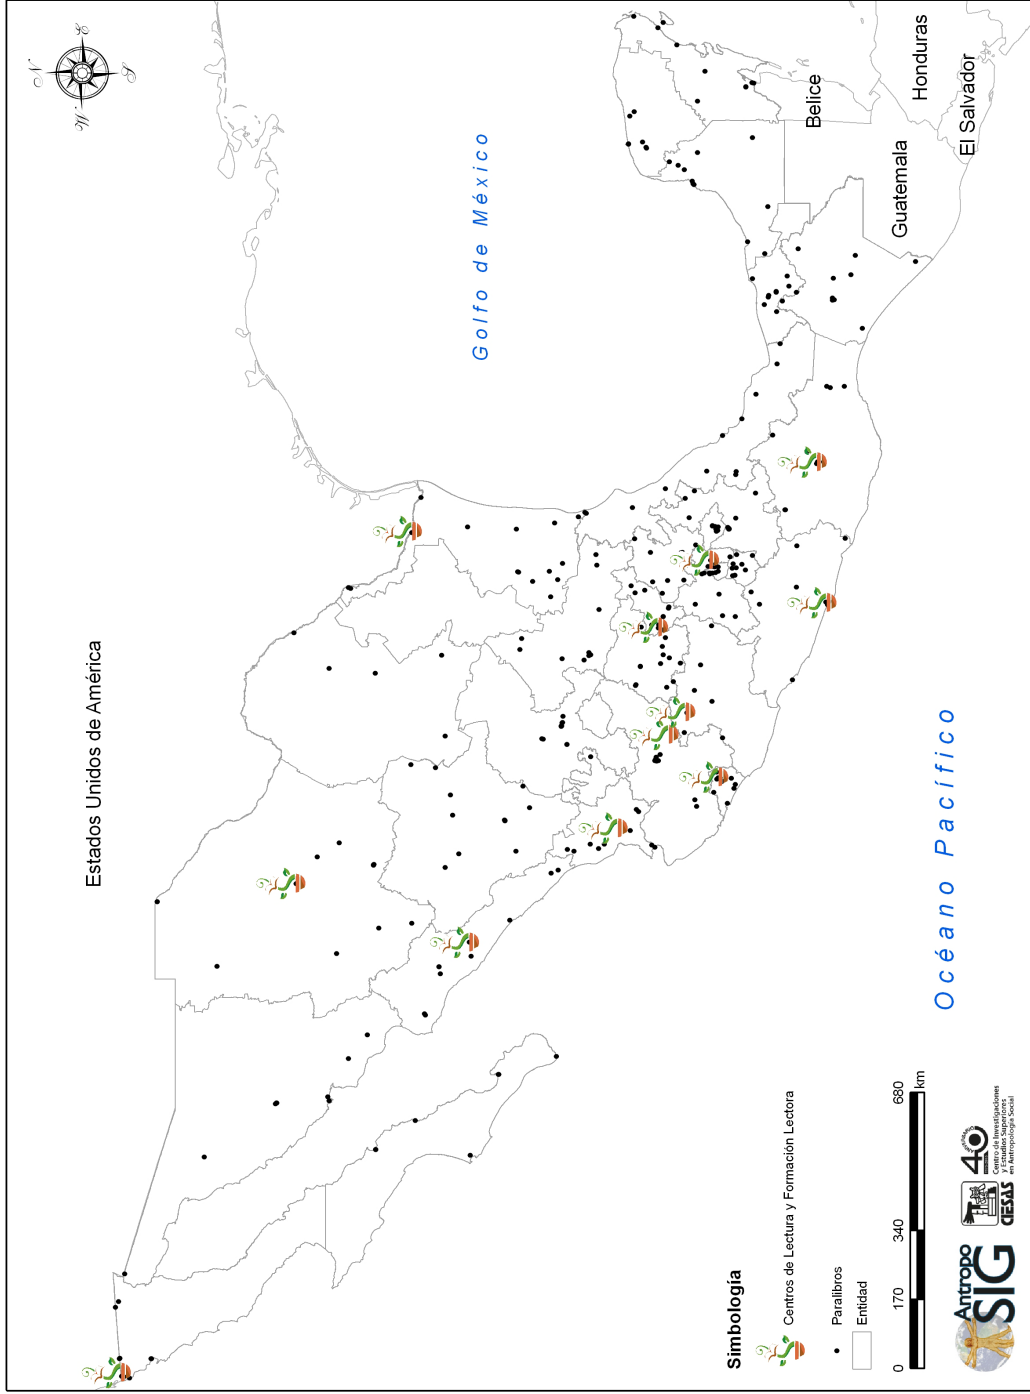 N
E
S
W
Estados Unidos de América
Golfo de México
Belice
Guatemala
Honduras
El Salvador
Océano Pacífico
Simbología
Centros de Lectura y Formación Lectora
Paralibros
Entidad
0 170 340 680
km
Antropo
SIG
CIESAS
40
Centro de Investigaciones
y Estudios Superiores
en Antropología Social